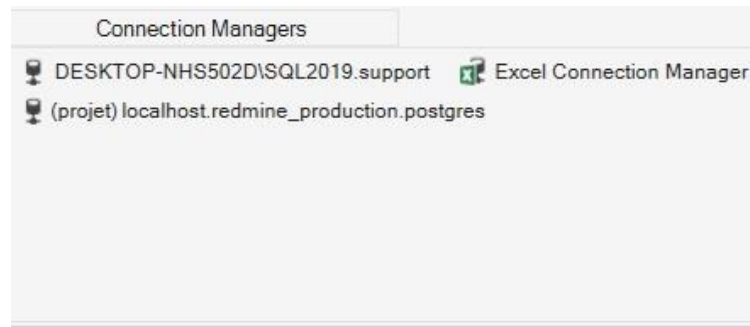 Connection Managers
DESKTOP-NHS502D\SQL2019.support Excel Connection Manager
(projet) localhost.redmine_production.postgres